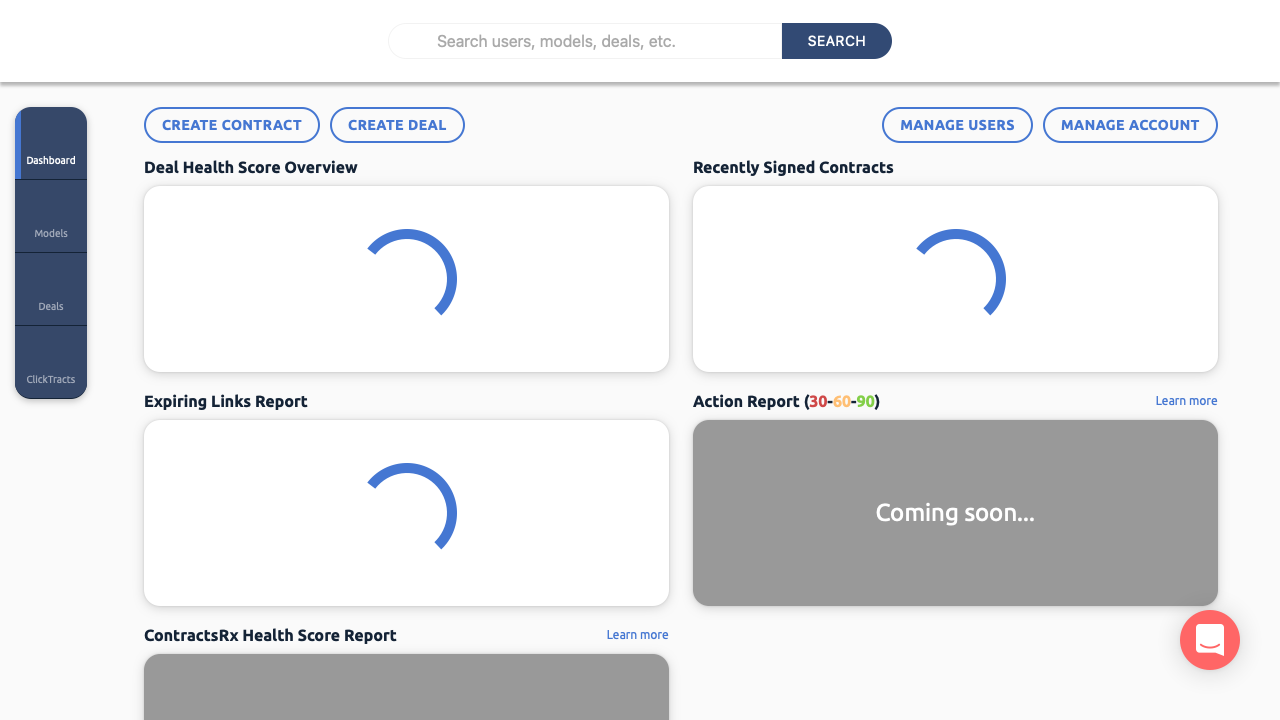 Search users, models, deals, etc.
SEARCH
Dashboard
Models
Deals
ClickTracts
CREATE CONTRACT
CREATE DEAL
MANAGE USERS
MANAGE ACCOUNT
Deal Health Score Overview
Recently Signed Contracts
Expiring Links Report
Action Report (30-60-90)
Learn more
Coming soon...
ContractsRx Health Score Report
Learn more